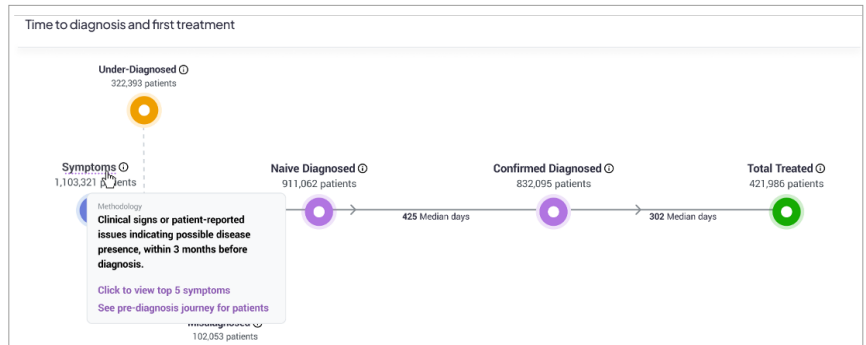 Time to diagnosis and first treatment
Under-Diagnosed
322,393 patients
Symptoms
1,103,321 patients
Naive Diagnosed
911,062 patients
Confirmed Diagnosed
832,095 patients
Total Treated
421,986 patients
425 Median days
302 Median days
Methodology
Clinical signs or patient-reported
issues indicating possible disease
presence, within 3 months before
diagnosis.
Click to view top 5 symptoms
See pre-diagnosis journey for patients
Misdiagnosed
102,053 patients